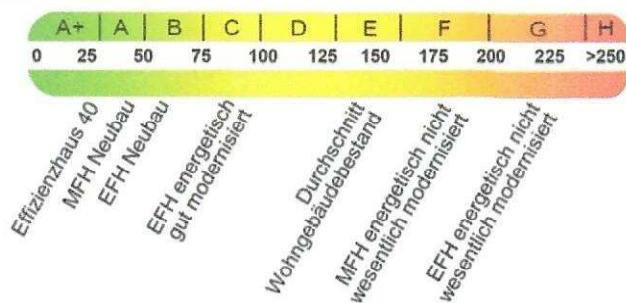 A+ A B C D E F G H
0 25 50 75 100 125 150 175 200 225 >250
Effizienzhaus 40
MFH Neubau
EFH Neubau
EFH energetisch
gut modernisiert
Durchschnitt
Wohngebäudebestand
MFH energetisch nicht
wesentlich modernisiert
EFH energetisch nicht
wesentlich modernisiert